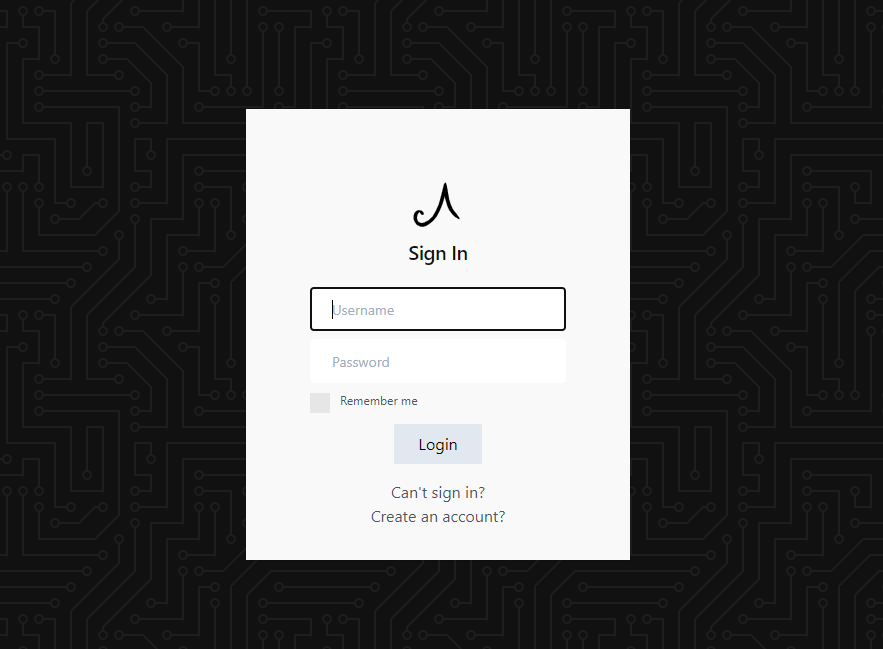 Sign In
Username
Password
Remember me
Login
Can't sign in?
Create an account?